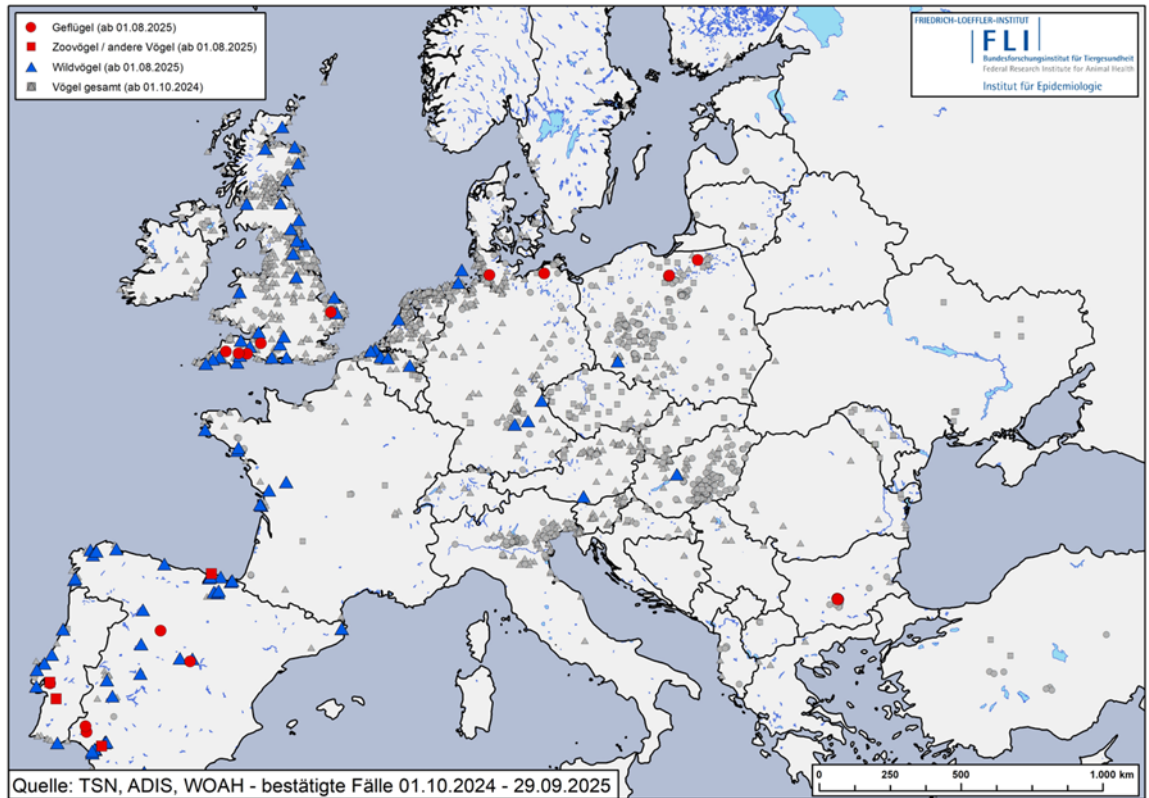 Geflügel (ab 01.08.2025)
Zoovögel / andere Vögel (ab 01.08.2025)
Wildvögel (ab 01.08.2025)
Vögel gesamt (ab 01.10.2024)
FRIEDRICH-LOEFFLER-INSTITUT
FLI
Bundesforschungsinstitut für Tiergesundheit
Federal Research Institute for Animal Health
Institut für Epidemiologie
Quelle: TSN, ADIS, WOAH - bestätigte Fälle 01.10.2024 - 29.09.2025
0 250 500 1.000 km